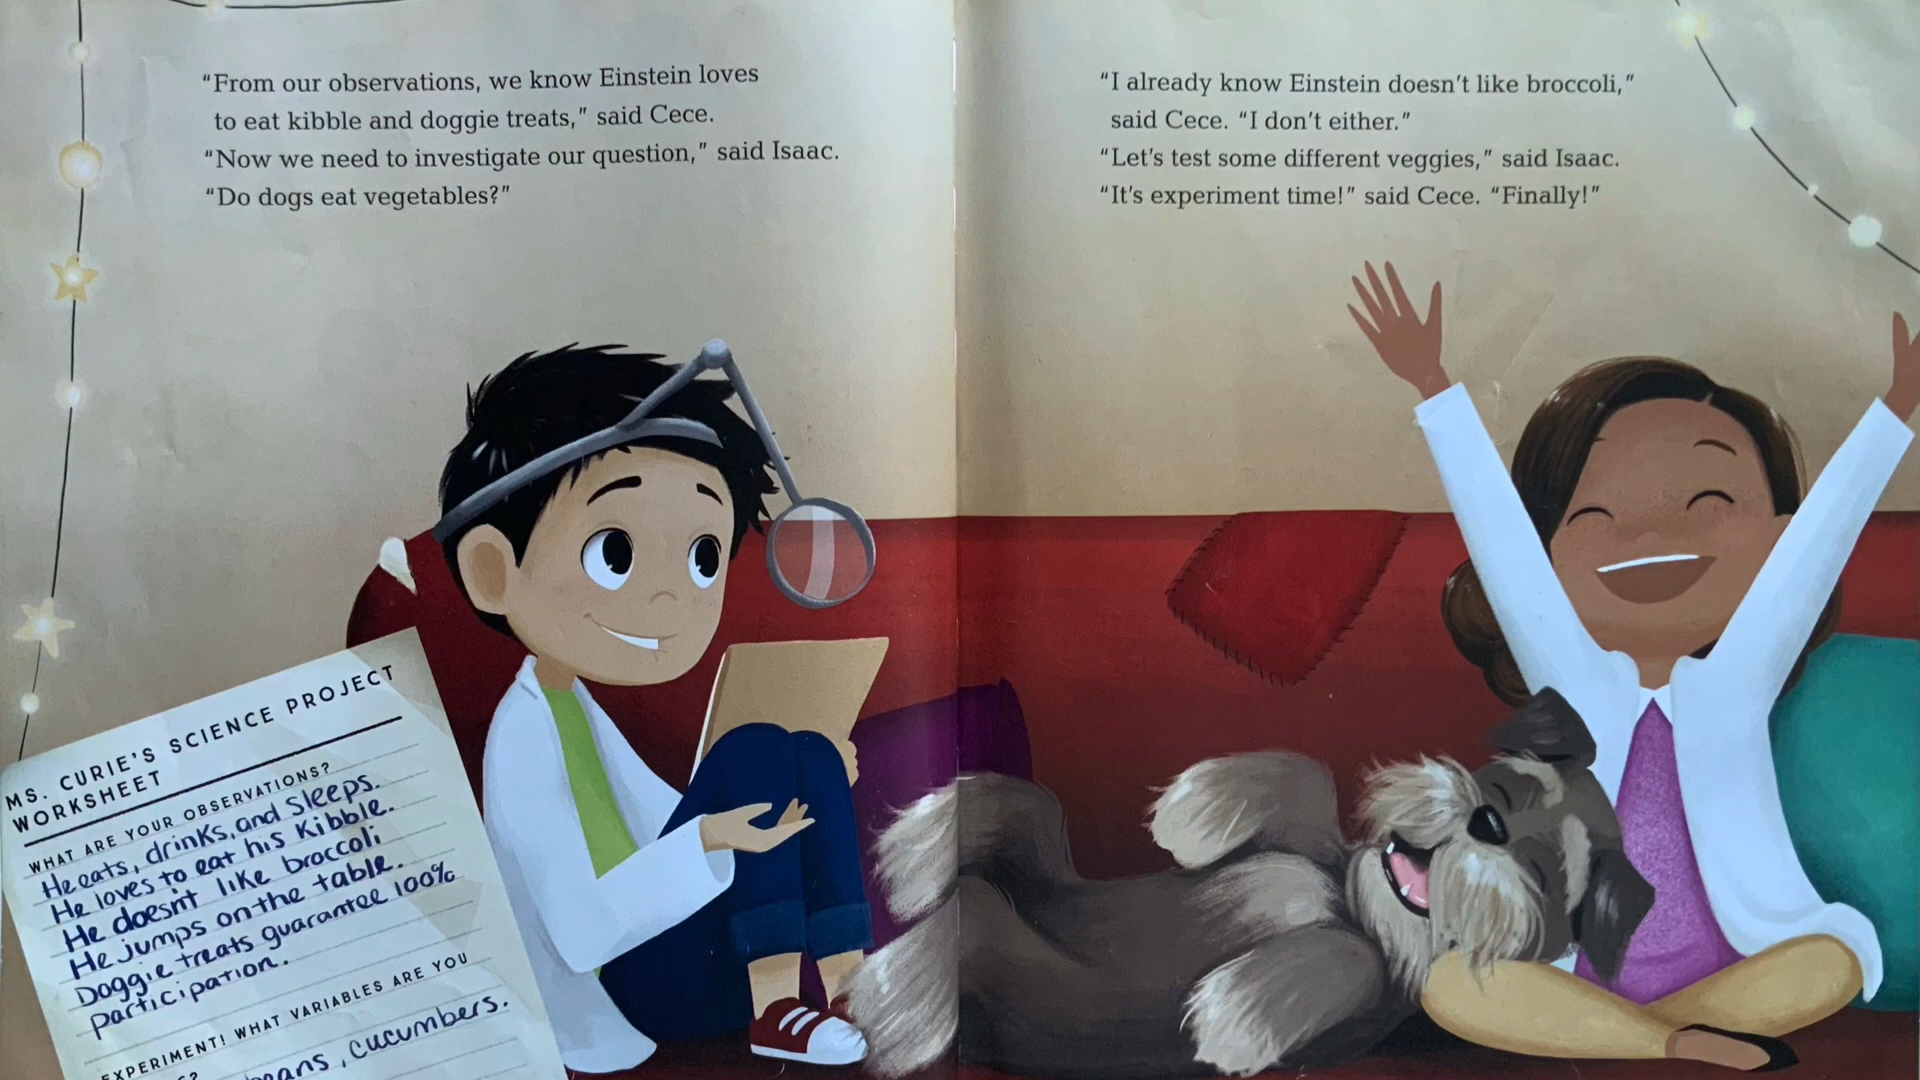 “From our observations, we know Einstein loves
to eat kibble and doggie treats,” said Cece.
“Now we need to investigate our question,” said Isaac.
“Do dogs eat vegetables?”
“I already know Einstein doesn’t like broccoli,”
said Cece. “I don’t either.”
“Let’s test some different veggies,” said Isaac.
“It’s experiment time!” said Cece. “Finally!”
MS. CURIE’S SCIENCE PROJECT
WORKSHEET
WHAT ARE YOUR OBSERVATIONS?
He eats, drinks, and sleeps.
He loves to eat his kibble.
He doesn't like broccoli
He jumps on the table.
Doggie treats guarantee 100%
participation.
EXPERIMENT! WHAT VARIABLES ARE YOU
, cucumbers.